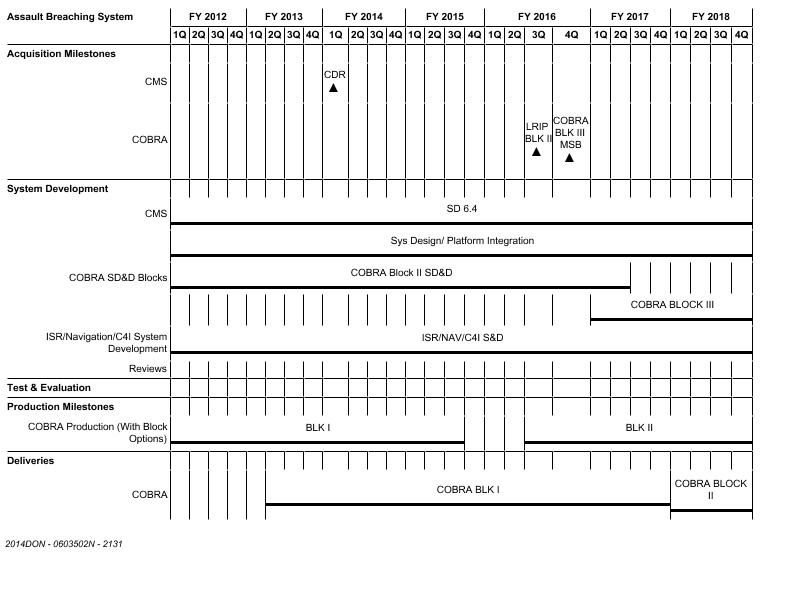 Assault Breaching System FY 2012 FY 2013 FY 2014 FY 2015 FY 2016 FY 2017 FY 2018
1Q 2Q 3Q 4Q 1Q 2Q 3Q 4Q 1Q 2Q 3Q 4Q 1Q 2Q 3Q 4Q 1Q 2Q 3Q 4Q 1Q 2Q 3Q 4Q 1Q 2Q 3Q 4Q
Acquisition Milestones
CMS
CDR
▲
COBRA
LRIP
BLK II
▲
COBRA
BLK III
MSB
▲
System Development
CMS
SD 6.4
Sys Design/ Platform Integration
COBRA SD&D Blocks
COBRA Block II SD&D
COBRA BLOCK III
ISR/Navigation/C4I System
Development
ISR/NAV/C4I S&D
Reviews
Test & Evaluation
Production Milestones
COBRA Production (With Block
Options)
BLK I
BLK II
Deliveries
COBRA
COBRA BLK I
COBRA BLOCK
II
2014DON - 0603502N - 2131